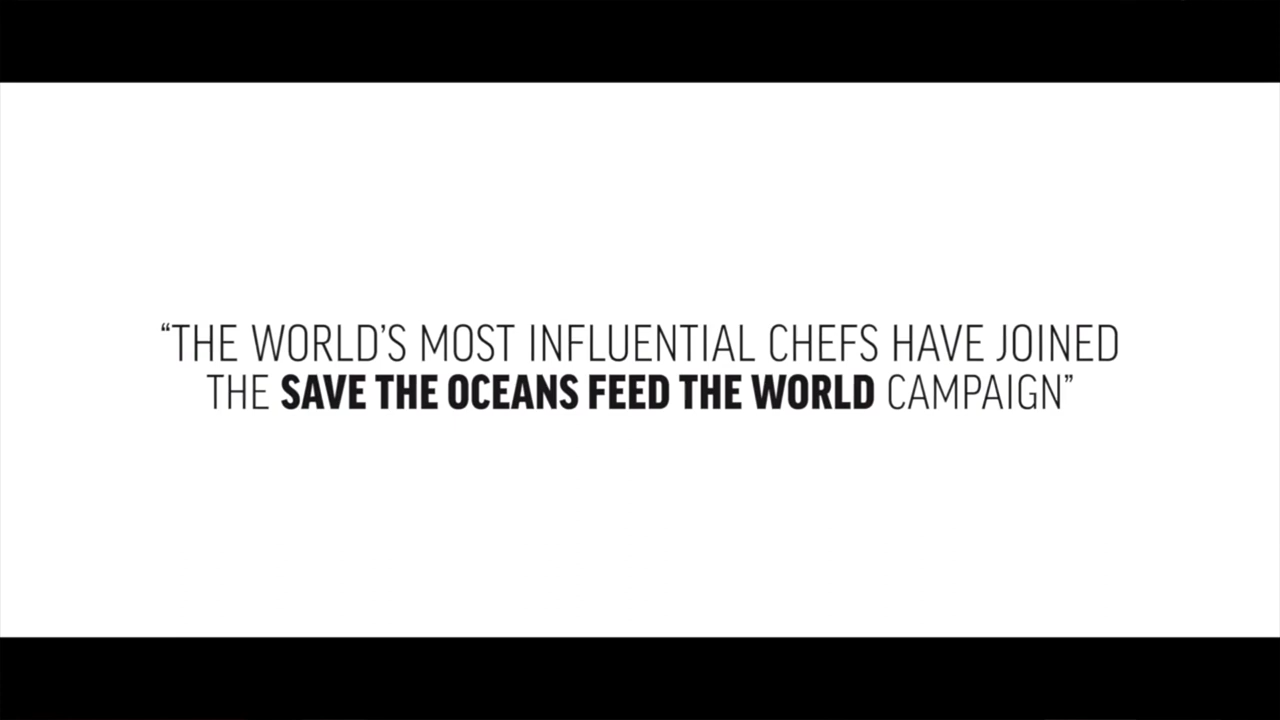 “THE WORLD’S MOST INFLUENTIAL CHEFS HAVE JOINED
THE SAVE THE OCEANS FEED THE WORLD CAMPAIGN”